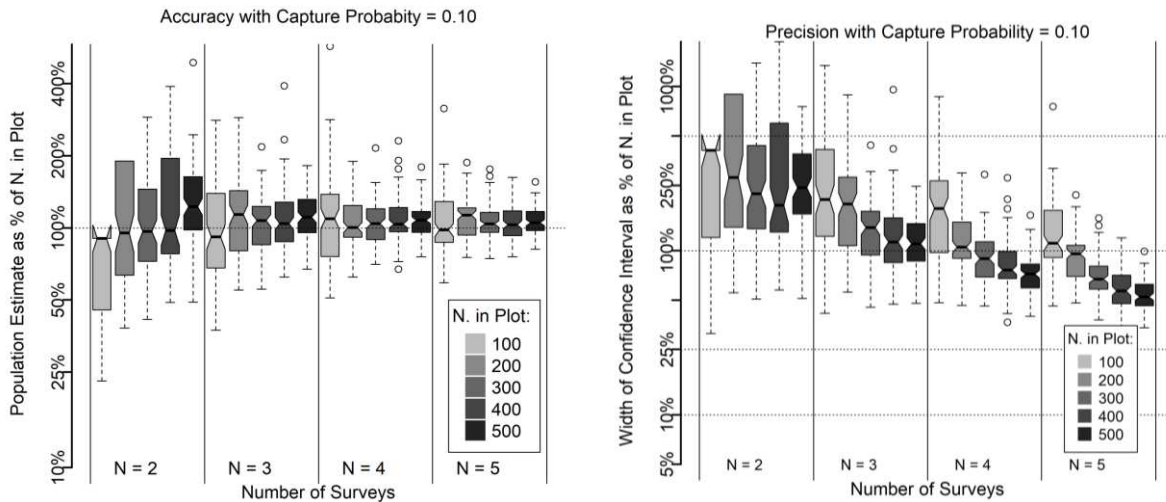 Accuracy with Capture Probabity = 0.10
Population Estimate as % of N. in Plot
400%
200%
100%
50%
25%
10%
N. in Plot:
100
200
300
400
500
N = 2
N = 3
N = 4
N = 5
Number of Surveys
Precision with Capture Probability = 0.10
Width of Confidence Interval as % of N. in Plot
1000%
250%
100%
25%
10%
5%
N. in Plot:
100
200
300
400
500
N = 2
N = 3
N = 4
N = 5
Number of Surveys